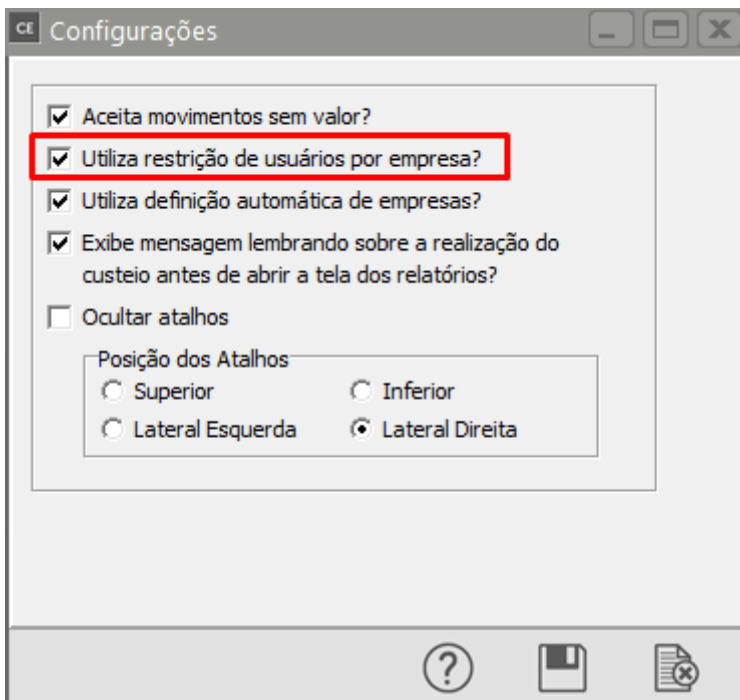 CE Configurações
Aceita movimentos sem valor?
Utiliza restrição de usuários por empresa?
Utiliza definição automática de empresas?
Exibe mensagem lembrando sobre a realização do
custeio antes de abrir a tela dos relatórios?
Ocultar atalhos
Posição dos Atalhos
Superior Inferior
Lateral Esquerda Lateral Direita
?